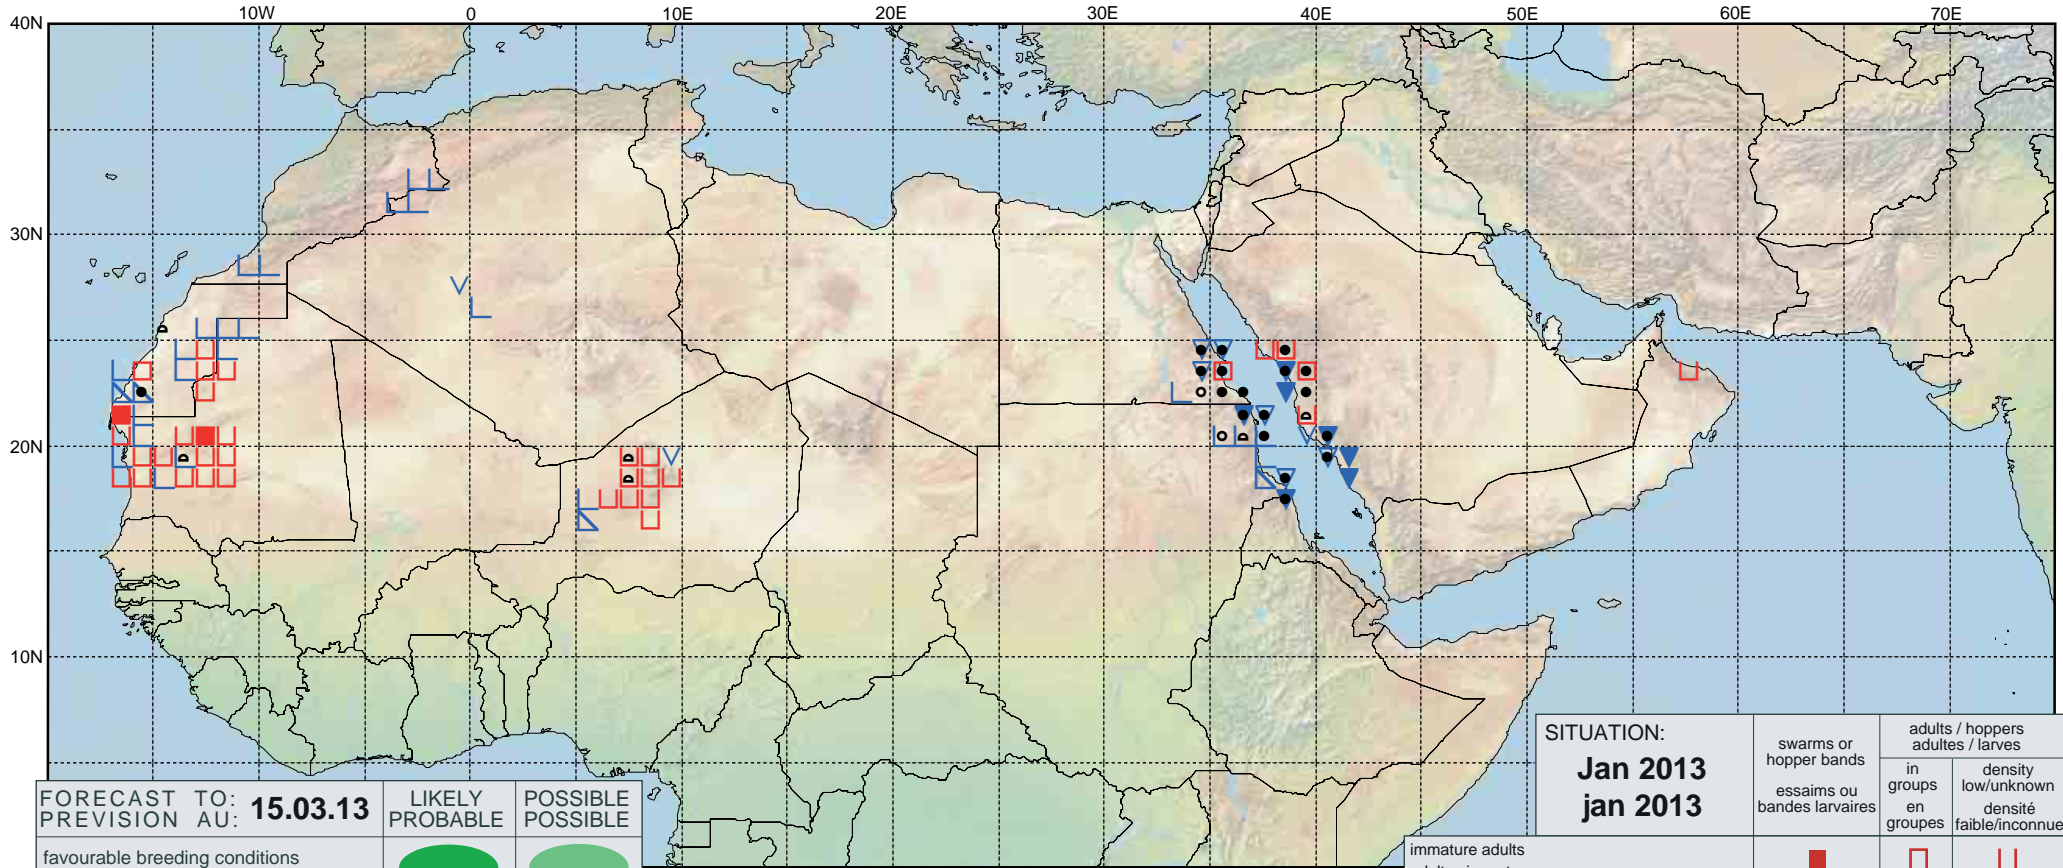 10W 0 10E 20E 30E 40E 50E 60E 70E
40N
30N
20N
10N
FORECAST TO: 15.03.13
PREVISION AU:
LIKELY
PROBABLE
POSSIBLE
POSSIBLE
favourable breeding conditions
SITUATION:
Jan 2013
jan 2013
swarms or
hopper bands
essaims ou
bandes larvaires
adults / hoppers
adultes / larves
in
groups
en
groupes
density
low/unknown
densité
faible/inconnue
immature adults